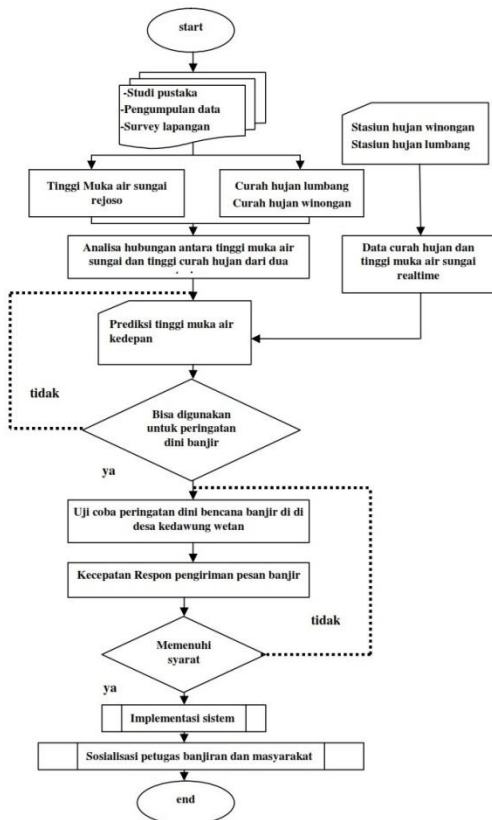 start
-Studi pustaka
-Pengumpulan data
-Survey lapangan
Stasiun hujan winongan
Stasiun hujan lumbang
Tinggi Muka air sungai
rejoso
Curah hujan lumbang
Curah hujan winongan
Analisa hubungan antara tinggi muka air
sungai dan tinggi curah hujan dari dua
Data curah hujan dan
tinggi muka air sungai
realtime
Prediksi tinggi muka air
kedepan
tidak
Bisa digunakan
untuk peringatan
dini banjir
ya
Uji coba peringatan dini bencana banjir di di
desa kedawung wetan
Kecepatan Respon pengiriman pesan banjir
tidak
Memenuhi
syarat
ya
Implementasi sistem
Sosialisasi petugas banjiran dan masyarakat
end